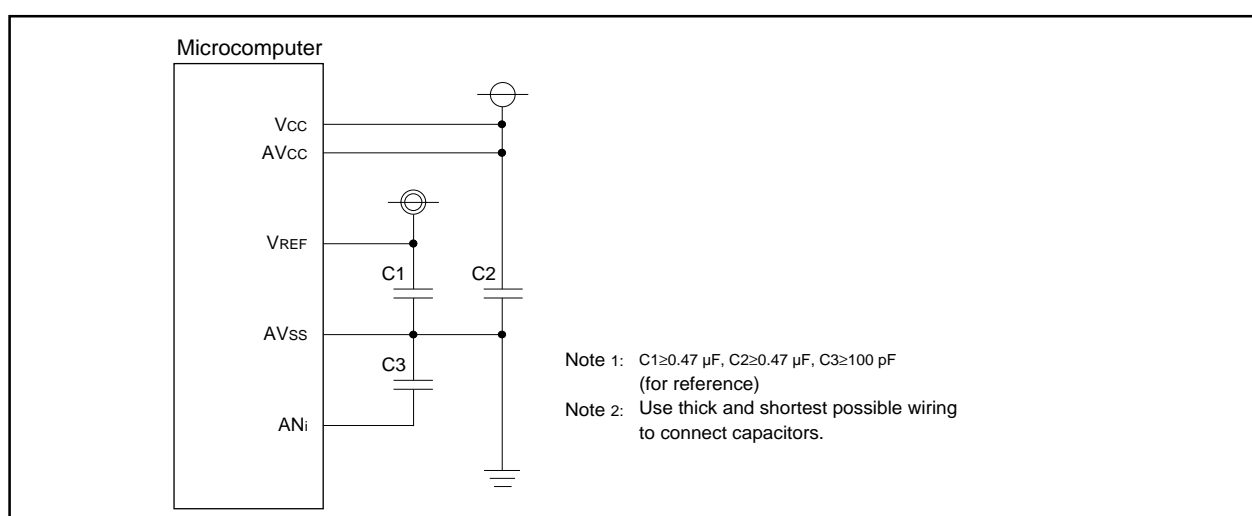 Microcomputer
VCC
AVCC
VREF
C1
C2
AVSS
C3
ANi
Note 1: C1≥0.47 µF, C2≥0.47 µF, C3≥100 pF
(for reference)
Note 2: Use thick and shortest possible wiring
to connect capacitors.